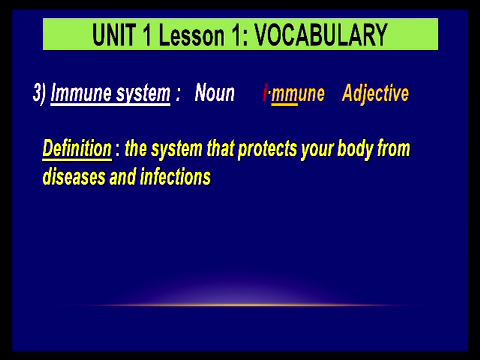 UNIT 1 Lesson 1: VOCABULARY
3) Immune system : Noun I·mmune Adjective
Definition : the system that protects your body from
diseases and infections